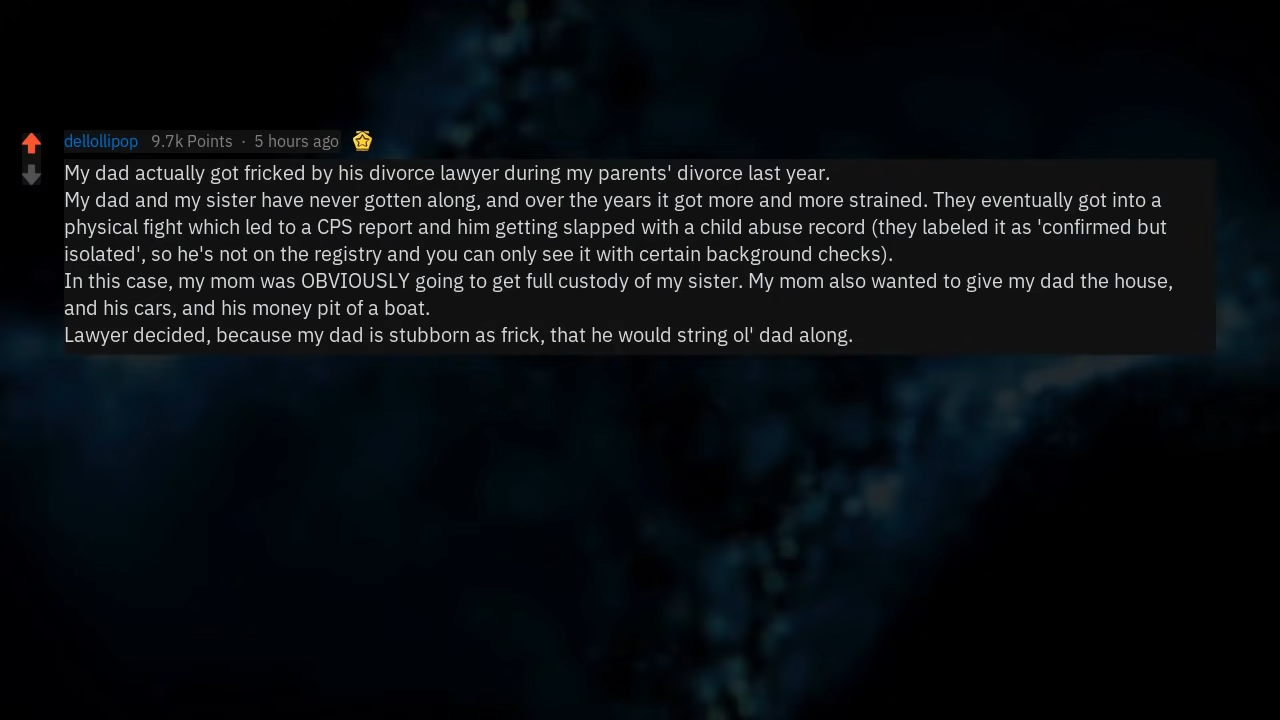 dellollipop 9.7k Points · 5 hours ago
My dad actually got fricked by his divorce lawyer during my parents' divorce last year.
My dad and my sister have never gotten along, and over the years it got more and more strained. They eventually got into a
physical fight which led to a CPS report and him getting slapped with a child abuse record (they labeled it as 'confirmed but
isolated', so he's not on the registry and you can only see it with certain background checks).
In this case, my mom was OBVIOUSLY going to get full custody of my sister. My mom also wanted to give my dad the house,
and his cars, and his money pit of a boat.
Lawyer decided, because my dad is stubborn as frick, that he would string ol' dad along.